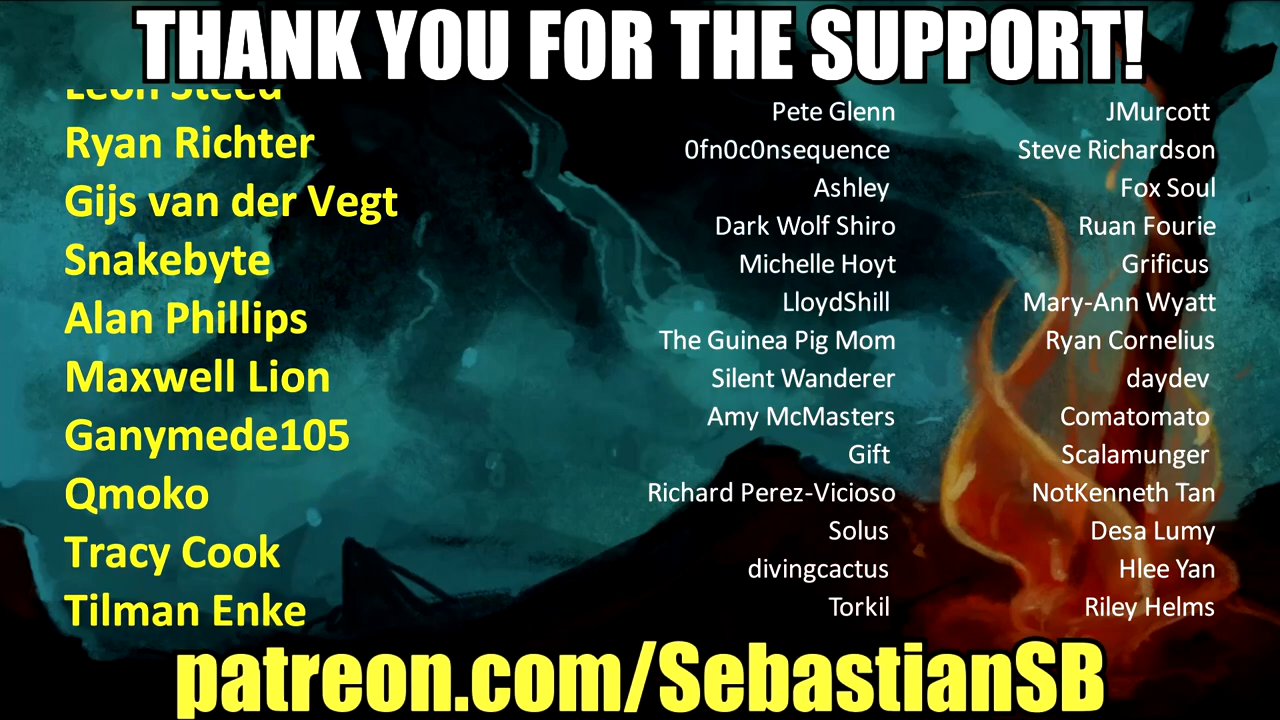 THANK YOU FOR THE SUPPORT!
Leon Steed
Ryan Richter
Gijs van der Vegt
Snakebyte
Alan Phillips
Maxwell Lion
Ganymede105
Qmoko
Tracy Cook
Tilman Enke
Pete Glenn
0fn0c0nsequence
Ashley
Dark Wolf Shiro
Michelle Hoyt
LloydShill
The Guinea Pig Mom
Silent Wanderer
Amy McMasters
Gift
Richard Perez-Vicioso
Solus
divingcactus
Torkil
JMurcott
Steve Richardson
Fox Soul
Ruan Fourie
Grificus
Mary-Ann Wyatt
Ryan Cornelius
daydev
Comatomato
Scalamunger
NotKenneth Tan
Desa Lumy
Hlee Yan
Riley Helms
patreon.com/SebastianSB